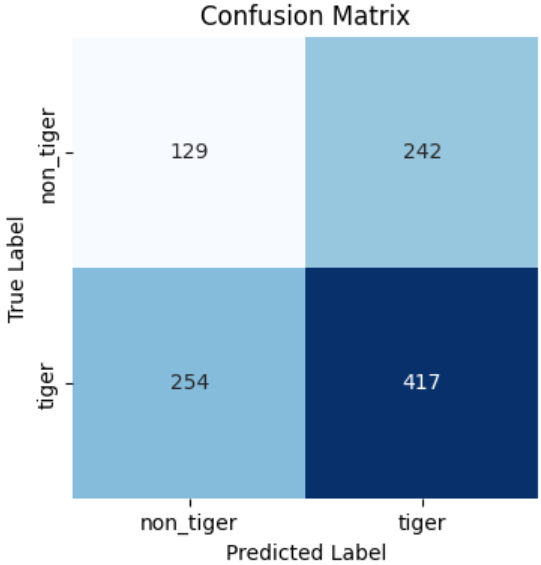 Confusion Matrix
non_tiger
129
242
True Label
tiger
254
417
non_tiger
tiger
Predicted Label